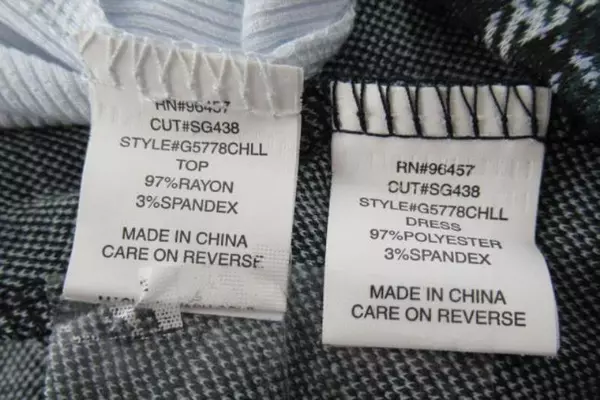 RN#96457
CUT#SG438
STYLE#G5778CHLL
TOP
97%RAYON
3%SPANDEX
MADE IN CHINA
CARE ON REVERSE
RN#96457
CUT#SG438
STYLE#G5778CHLL
DRESS
97%POLYESTER
3%SPANDEX
MADE IN CHINA
CARE ON REVERSE